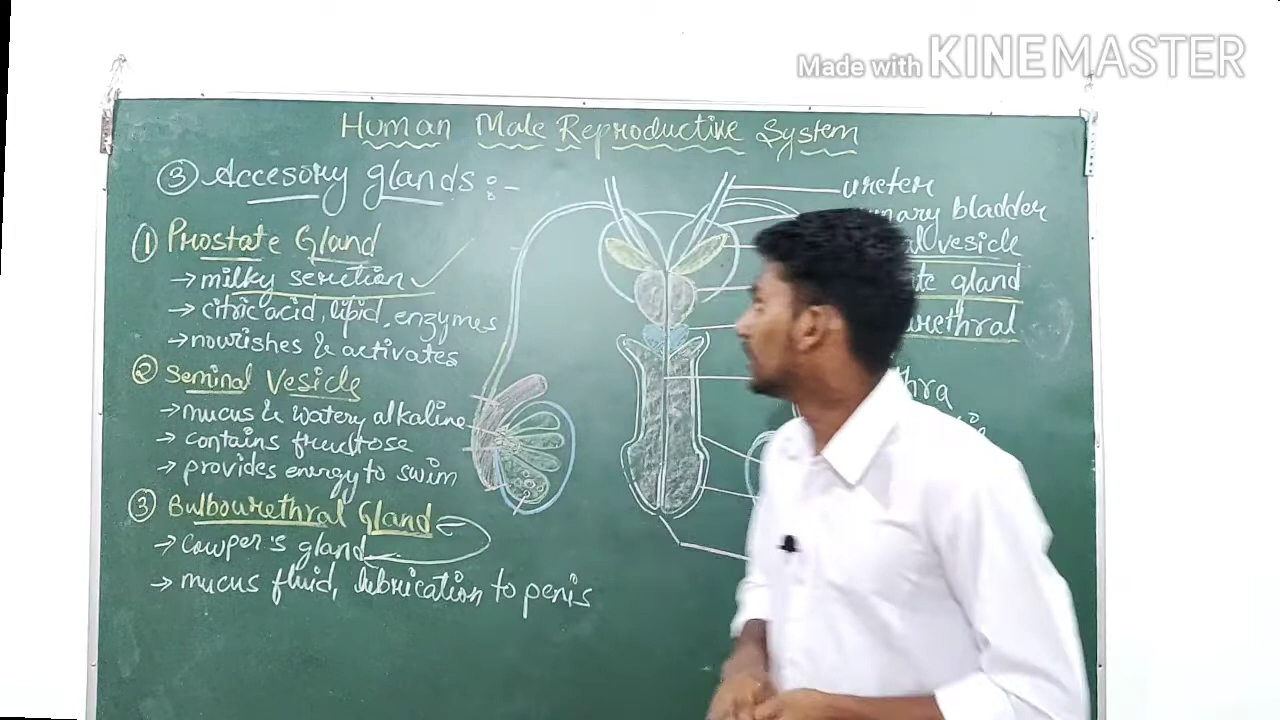 Made with KINEMASTER
Human Male Reproductive System
③ Accesory glands :-
① Prostate Gland
→ milky serction ✓
→ citric acid, lipid, enzymes
→ nourishes & activates
② Seminal Vesicle
→ mucus & watery alkaline
→ contains fructose
→ provides energy to swim
③ Bulbourethral Gland
→ cowper's gland
→ mucus fluid, lubrication to penis
ureter
bladder
vesicle
gland